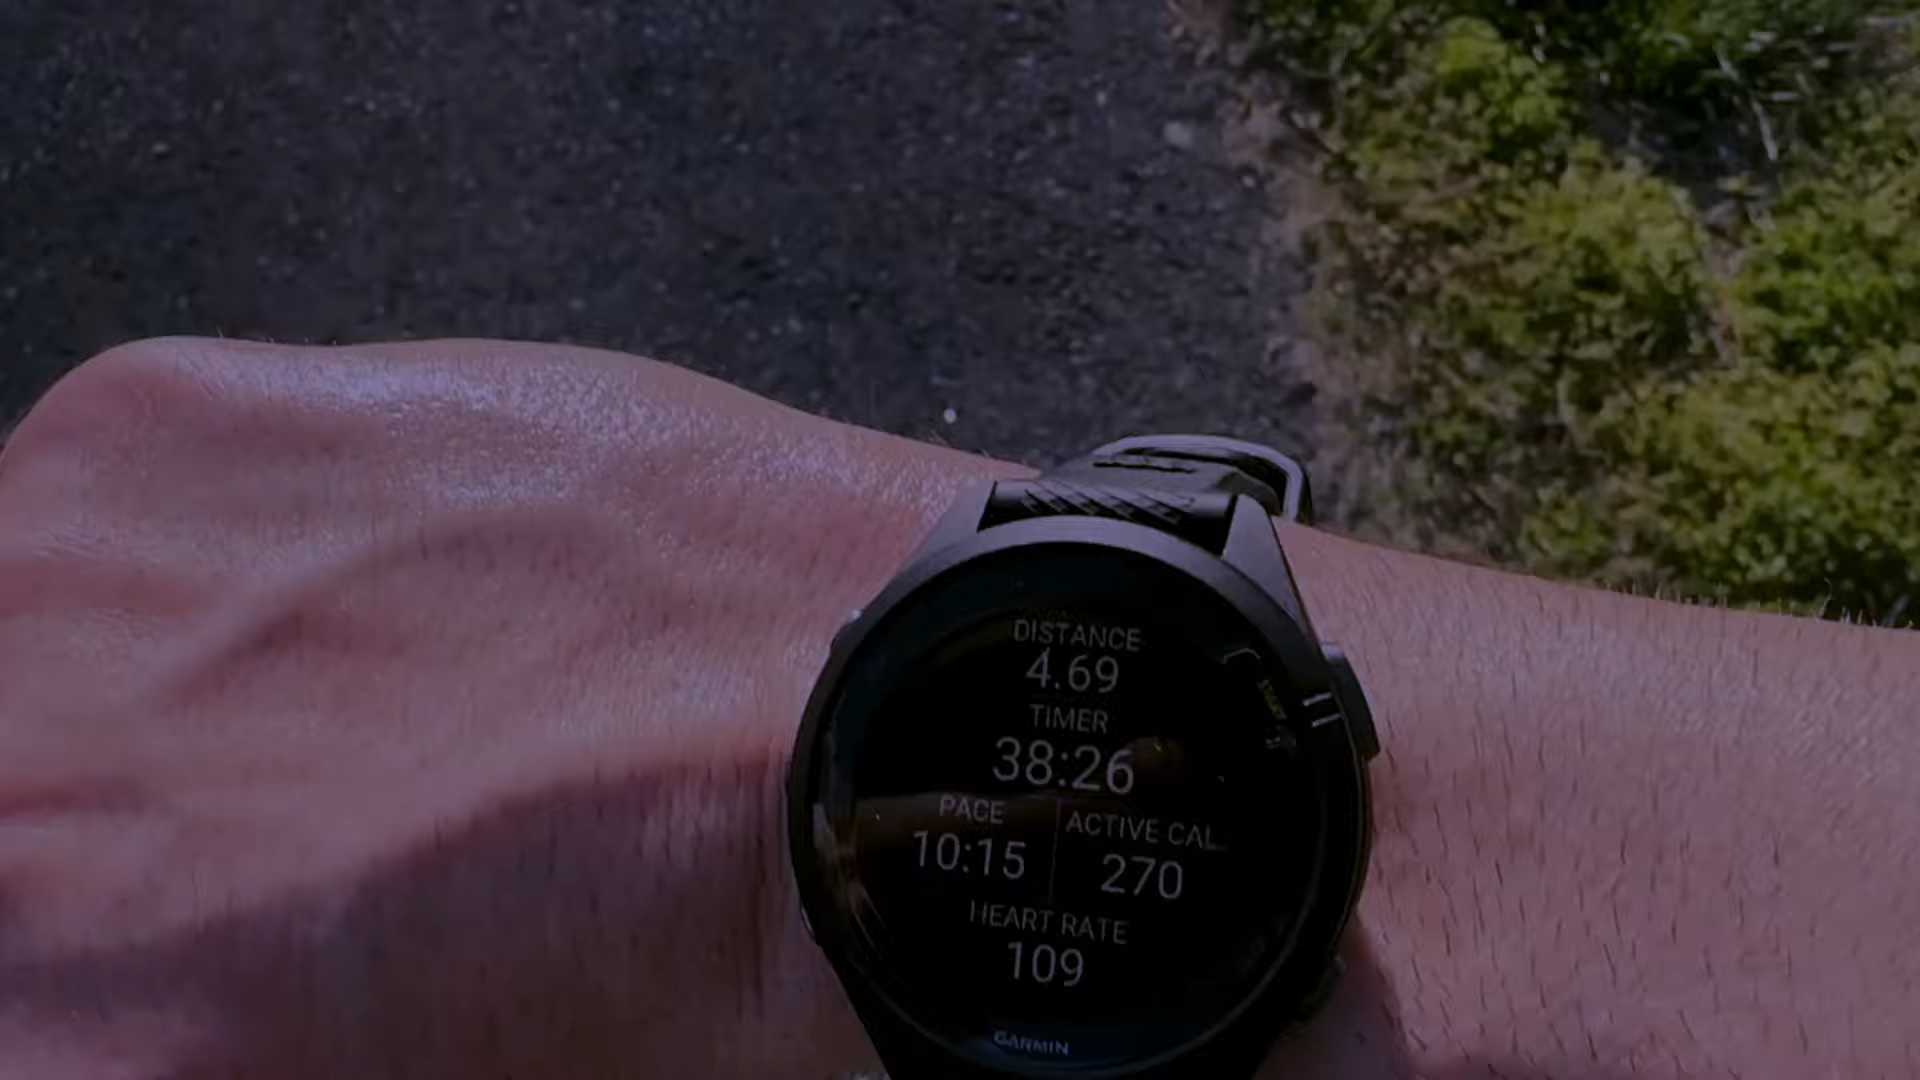 DISTANCE
4.69
TIMER
38:26
PACE
ACTIVE CAL
10:15
270
HEART RATE
109
GARMIN